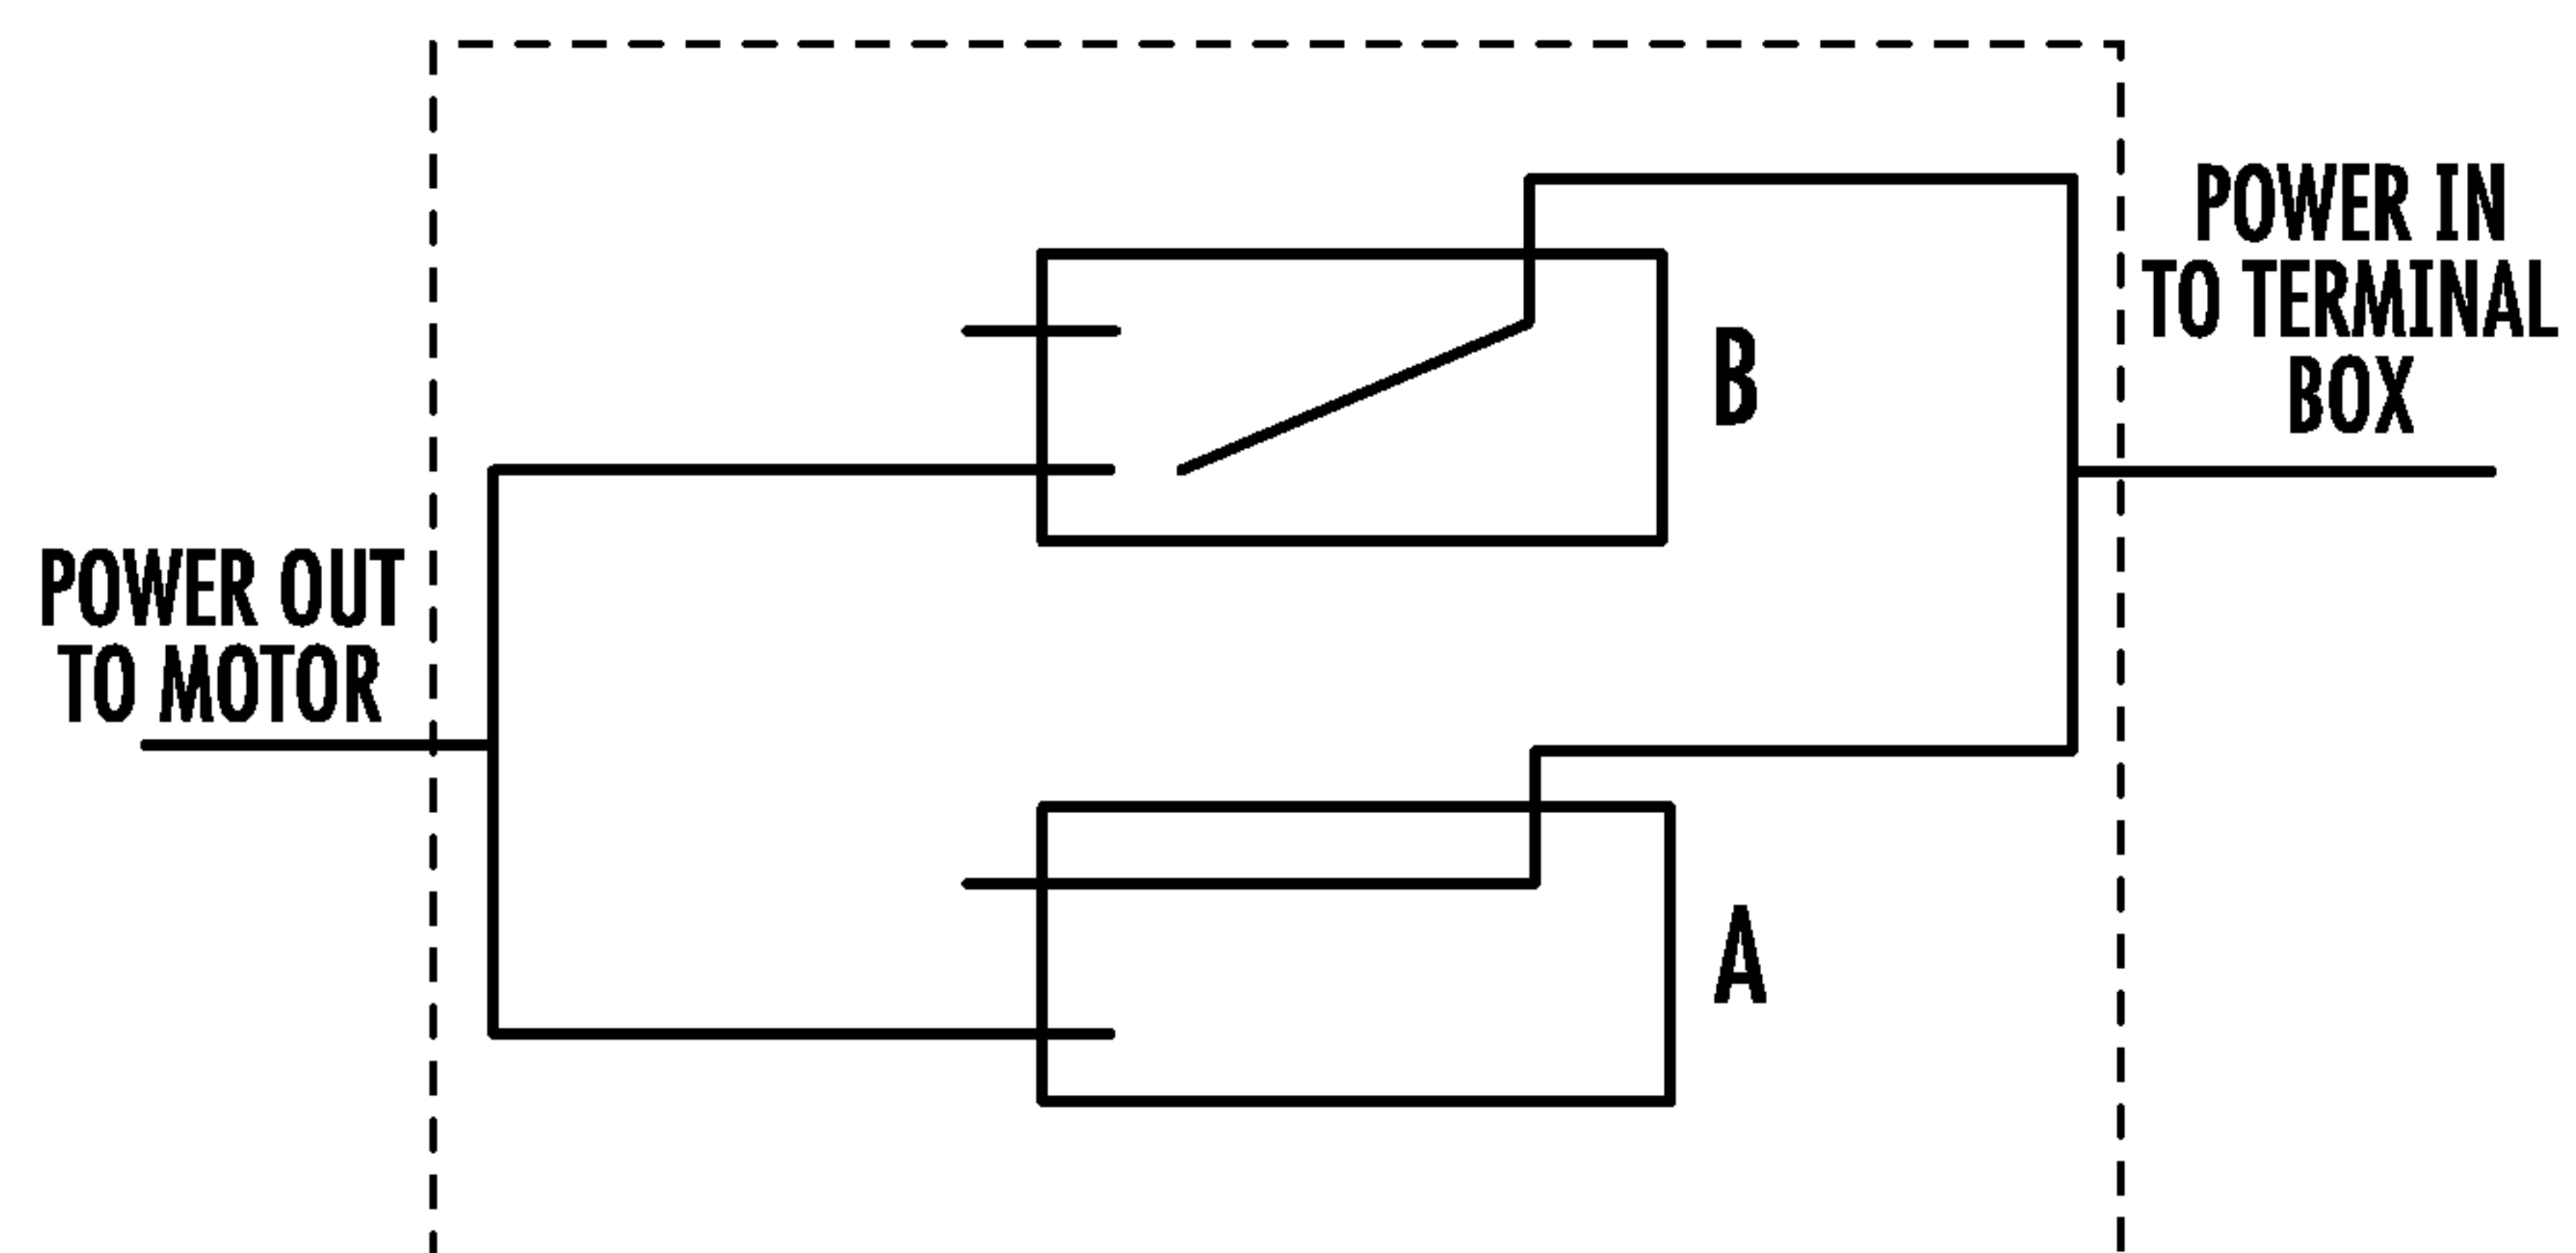 POWER IN
TO TERMINAL
BOX
B
POWER OUT
TO MOTOR
A